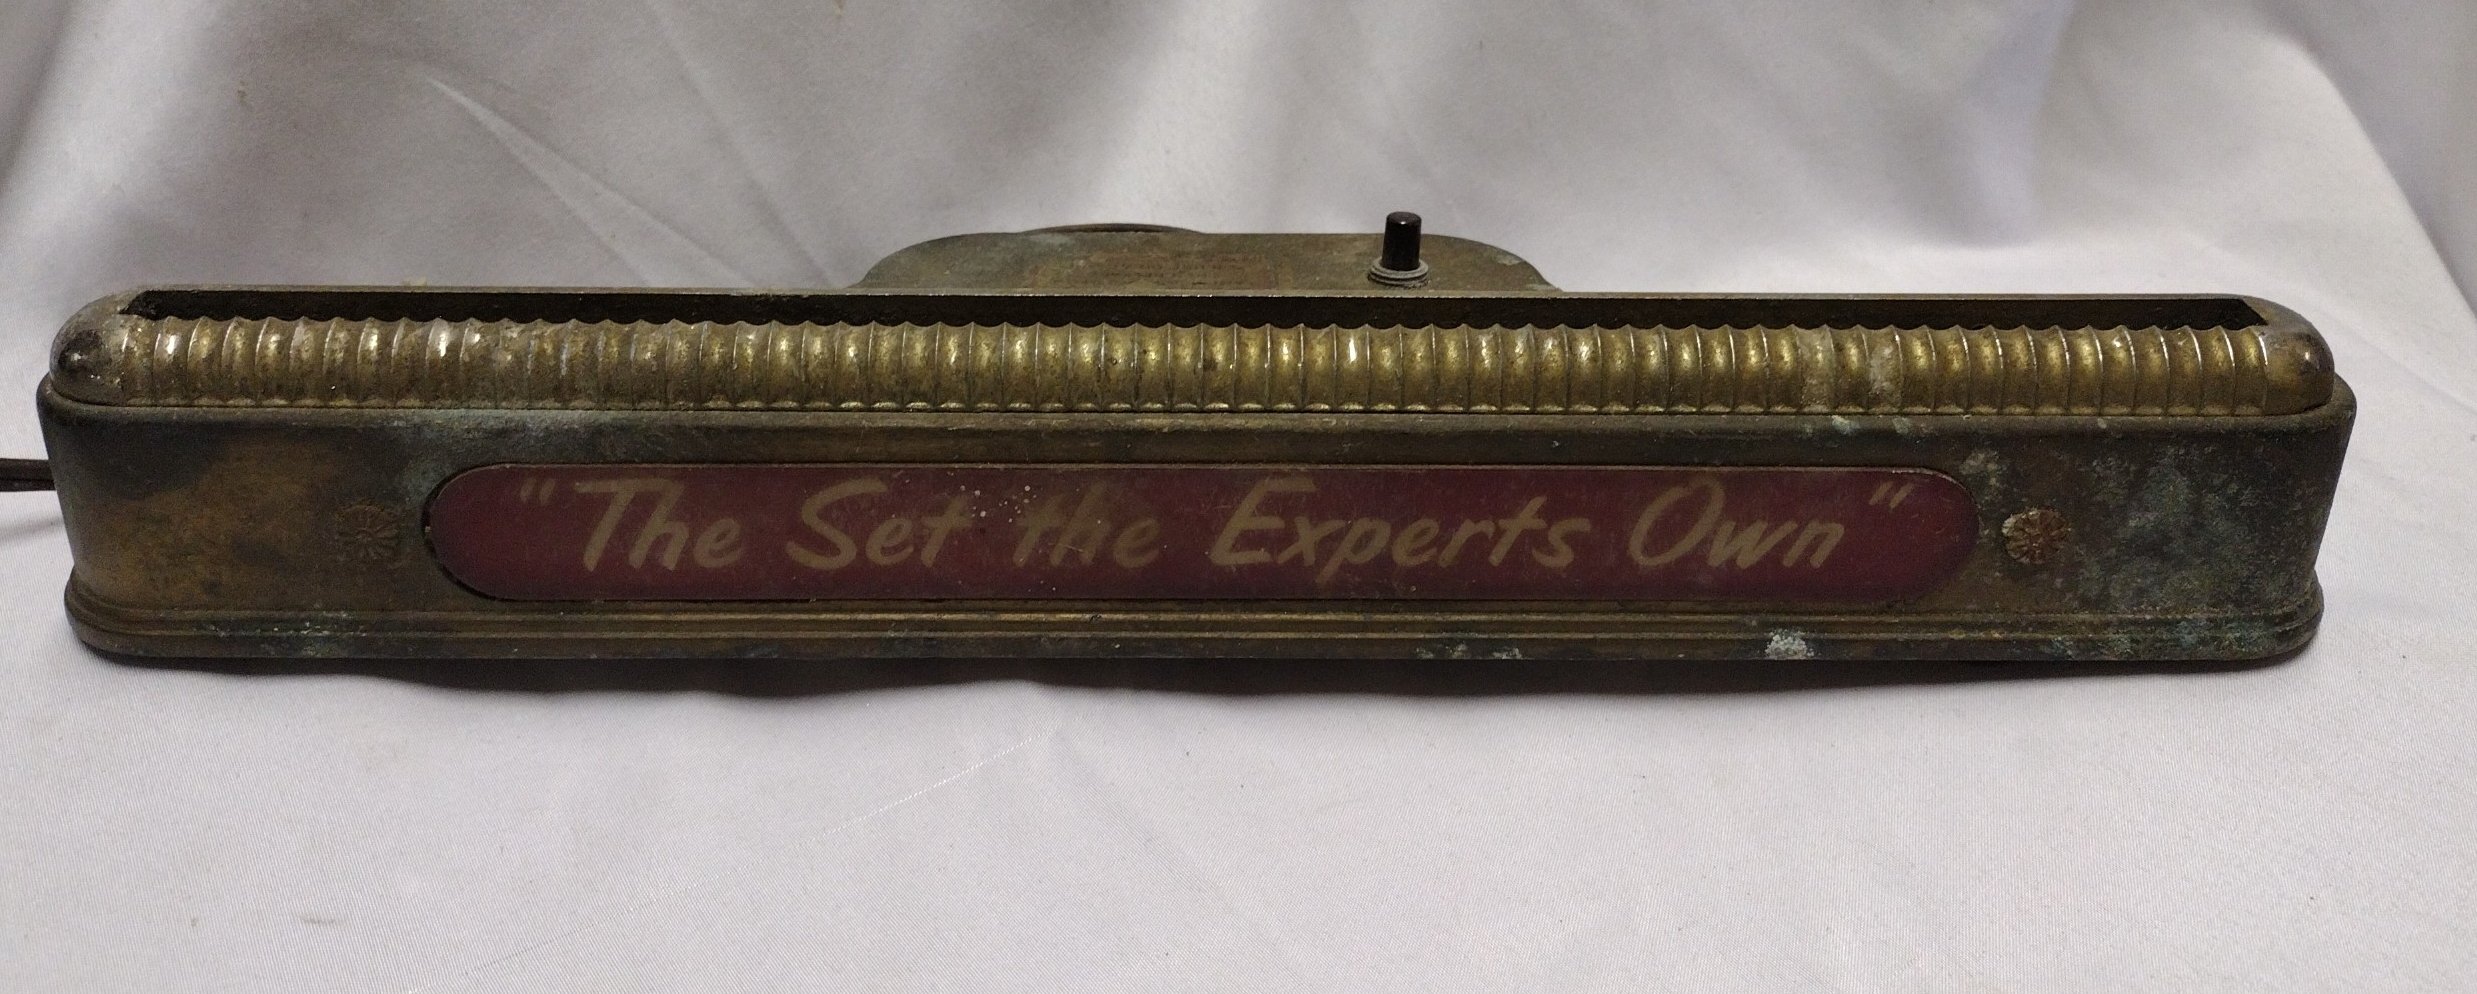 "The Set the Experts Own"